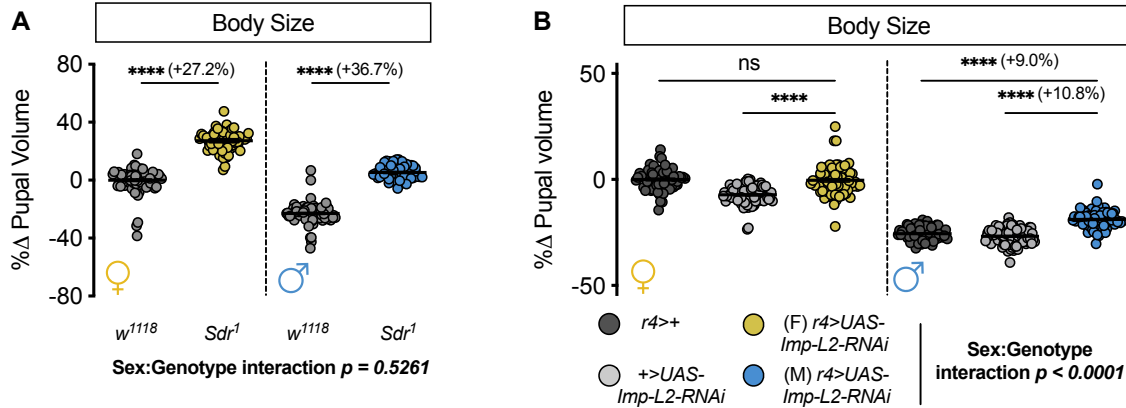 A
Body Size
%Δ Pupal Volume
80
40
0
-40
-80
**** (+27.2%)
**** (+36.7%)
♀
♂
w1118
Sdr1
w1118
Sdr1
Sex:Genotype interaction p = 0.5261
B
Body Size
%Δ Pupal volume
50
0
-50
ns
****
**** (+9.0%)
**** (+10.8%)
♀
♂
r4>+
+>UAS-
Imp-L2-RNAi
(F) r4>UAS-
Imp-L2-RNAi
(M) r4>UAS-
Imp-L2-RNAi
Sex:Genotype
interaction p < 0.0001